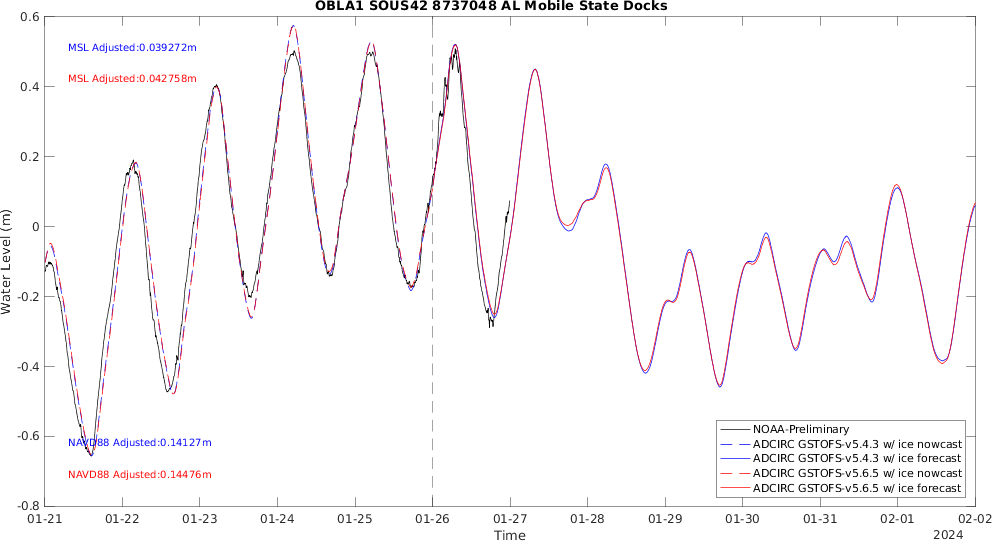 OBLA1 SOUS42 8737048 AL Mobile State Docks
MSL Adjusted:0.039272m
MSL Adjusted:0.042758m
NAVD88 Adjusted:0.14127m
NAVD88 Adjusted:0.14476m
Water Level (m)
0.6
0.4
0.2
0
-0.2
-0.4
-0.6
-0.8
NOAA-Preliminary
ADCIRC GSTOFS-v5.4.3 w/ ice nowcast
ADCIRC GSTOFS-v5.4.3 w/ ice forecast
ADCIRC GSTOFS-v5.6.5 w/ ice nowcast
ADCIRC GSTOFS-v5.6.5 w/ ice forecast
01-21 01-22 01-23 01-24 01-25 01-26 01-27 01-28 01-29 01-30 01-31 02-01 02-02
Time
2024